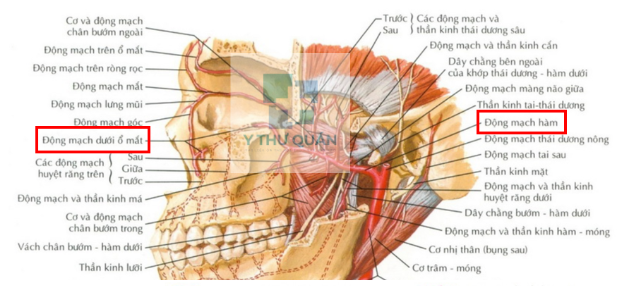 Cơ và động mạch
chân bướm ngoài
Động mạch trên ổ mắt
Động mạch trên ròng rọc
Động mạch mắt
Động mạch lưng mũi
Động mạch góc
Động mạch dưới ổ mắt
Các động mạch
huyệt răng trên
Sau
Giữa
Trước
Động mạch và thần kinh má
Cơ và động mạch
chân bướm trong
Vách chân bướm - hàm dưới
Thần kinh lưỡi
Y THƯ QUÁN
Trước
Sau
Các động mạch và
thần kinh thái dương sâu
Động mạch và thần kinh cắn
Dây chằng bên ngoài
của khớp thái dương - hàm dưới
Động mạch màng não giữa
Thần kinh tai-thái dương
Động mạch hàm
Động mạch thái dương nông
Động mạch tai sau
Thần kinh mặt
Động mạch và thần kinh
huyệt răng dưới
Dây chằng bướm - hàm dưới
Động mạch và thần kinh hàm - móng
Cơ nhị thân (bụng sau)
Cơ trâm - móng